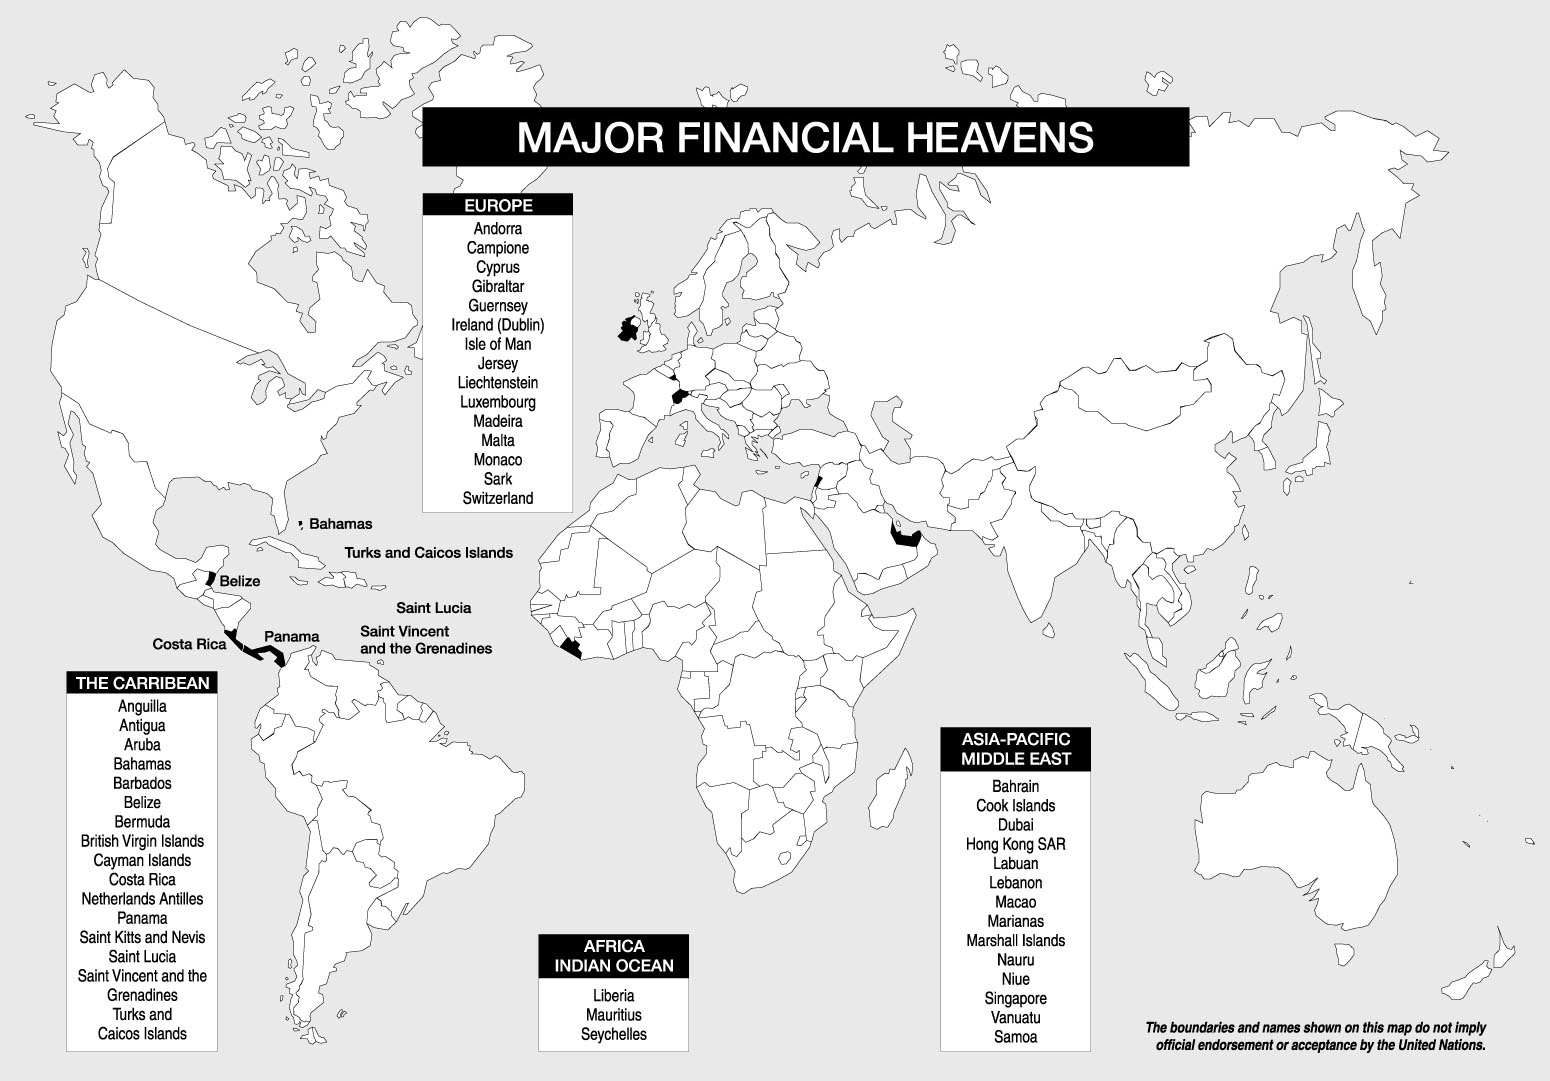 MAJOR FINANCIAL HEAVENS
EUROPE
Andorra
Campione
Cyprus
Gibraltar
Guernsey
Ireland (Dublin)
Isle of Man
Jersey
Liechtenstein
Luxembourg
Madeira
Malta
Monaco
Sark
Switzerland
Bahamas
Turks and Caicos Islands
Belize
Saint Lucia
Saint Vincent
and the Grenadines
Costa Rica
Panama
THE CARRIBEAN
Anguilla
Antigua
Aruba
Bahamas
Barbados
Belize
Bermuda
British Virgin Islands
Cayman Islands
Costa Rica
Netherlands Antilles
Panama
Saint Kitts and Nevis
Saint Lucia
Saint Vincent and the
Grenadines
Turks and
Caicos Islands
AFRICA
INDIAN OCEAN
Liberia
Mauritius
Seychelles
ASIA-PACIFIC
MIDDLE EAST
Bahrain
Cook Islands
Dubai
Hong Kong SAR
Labuan
Lebanon
Macao
Marianas
Marshall Islands
Nauru
Niue
Singapore
Vanuatu
Samoa
The boundaries and names shown on this map do not imply
official endorsement or acceptance by the United Nations.